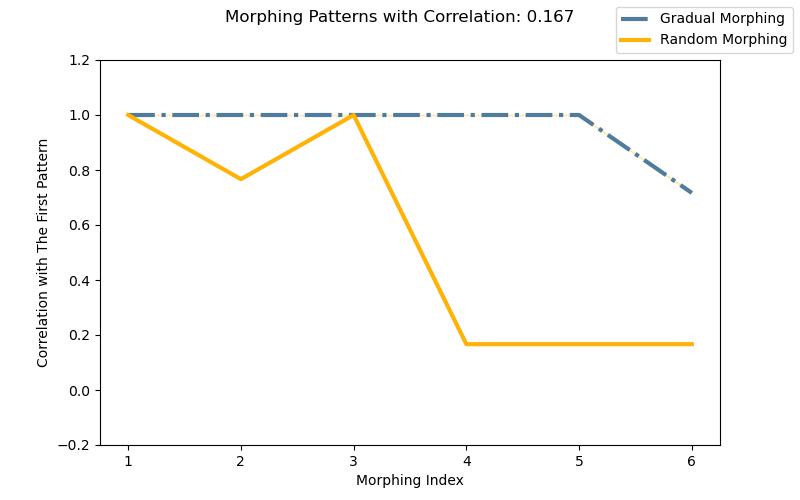 Morphing Patterns with Correlation: 0.167
Gradual Morphing
Random Morphing
1.2
1.0
0.8
0.6
0.4
0.2
0.0
−0.2
Correlation with The First Pattern
1 2 3 4 5 6
Morphing Index